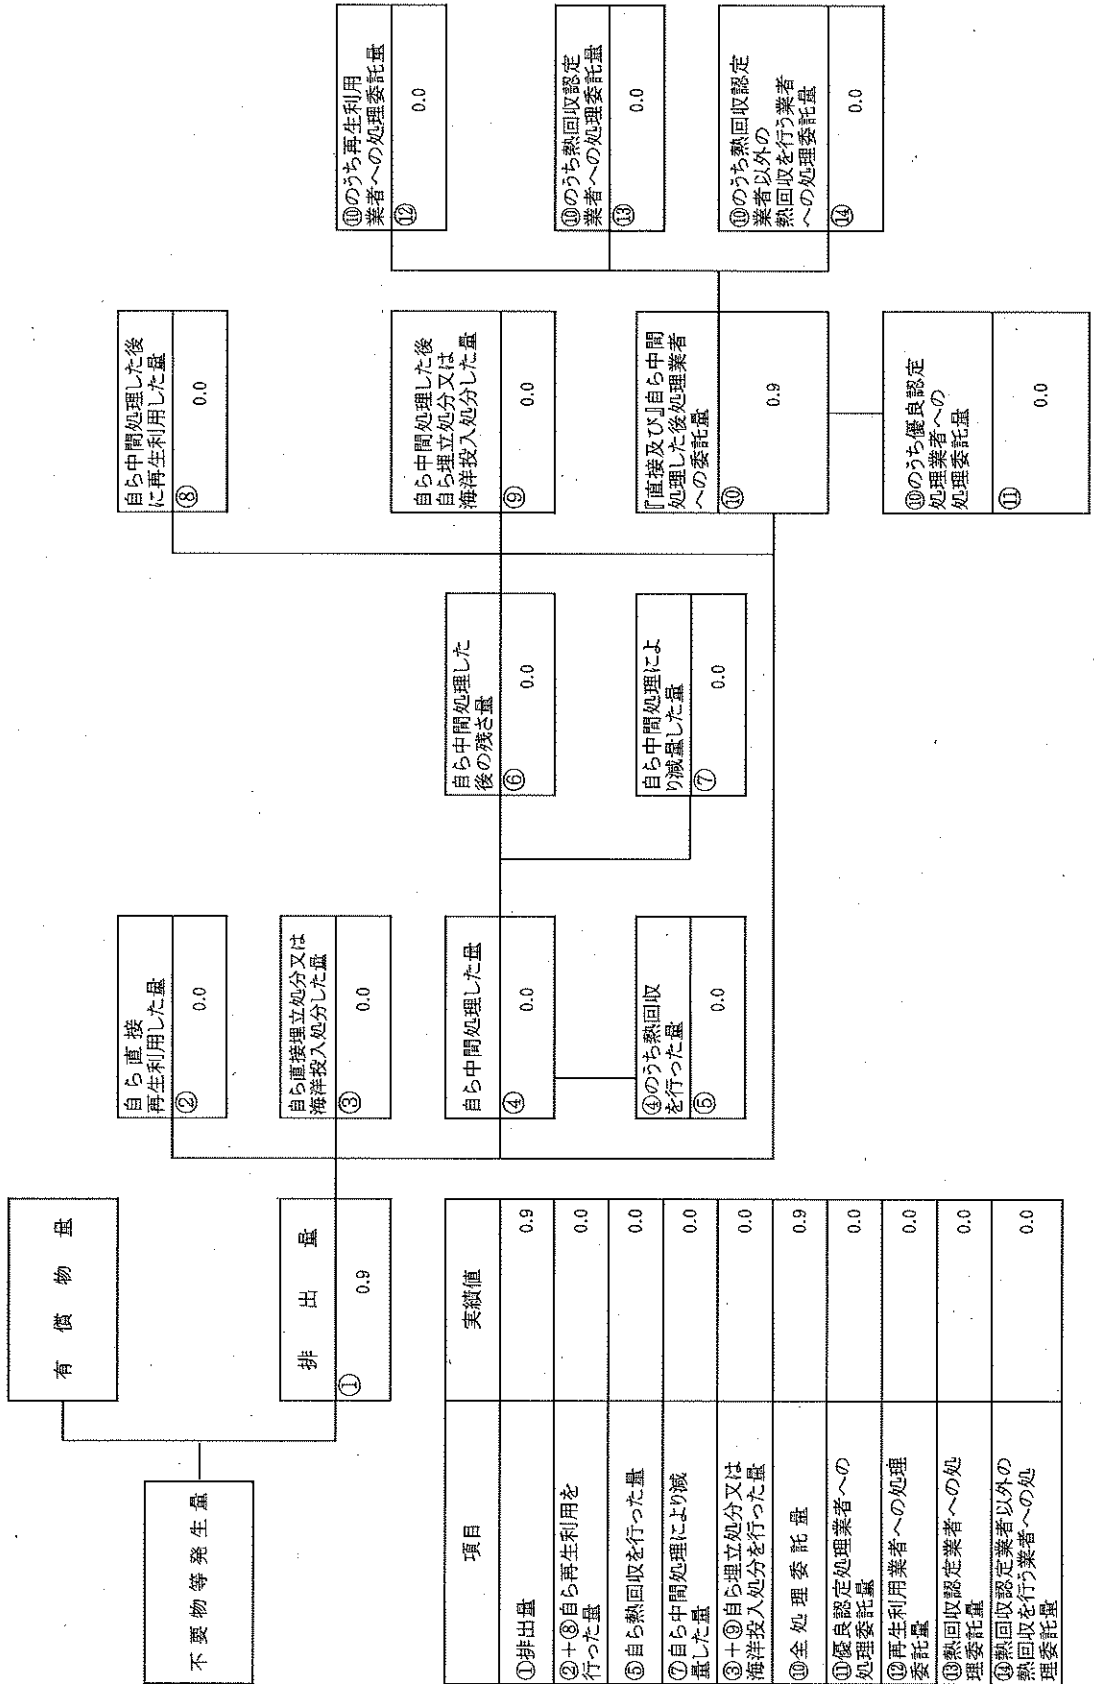 不要物等発生量
有償物量
排出量
①
0.9
自ら直接
再生利用した量
②
0.0
自ら直接埋立処分又は
海洋投入処分した量
③
0.0
自ら中間処理した量
④
0.0
④のうち熱回収
を行った量
⑤
0.0
自ら中間処理した
後の残さ量
⑥
0.0
自ら中間処理によ
り減量した量
⑦
0.0
自ら中間処理した後
に再生利用した量
⑧
0.0
自ら中間処理した後
自ら埋立処分又は
海洋投入処分した量
⑨
0.0
『直接及び』自ら中間
処理した後処理業者
への委託量
⑩
0.9
⑩のうち優良認定
処理業者への
処理委託量
⑪
0.0
⑩のうち再生利用
業者への処理委託量
⑫
0.0
⑩のうち熱回収認定
業者への処理委託量
⑬
0.0
⑩のうち熱回収認定
業者以外の
熱回収を行う業者
への処理委託量
⑭
0.0
項目 実績値
①排出量 0.9
②+⑧自ら再生利用を
行った量 0.0
⑤自ら熱回収を行った量 0.0
⑦自ら中間処理により減
量した量 0.0
③+⑨自ら埋立処分又は
海洋投入処分を行った量 0.0
⑩全処理委託量 0.9
⑪優良認定処理業者への
処理委託量 0.0
⑫再生利用業者への処理
委託量 0.0
⑬熱回収認定業者への処
理委託量 0.0
⑭熱回収認定業者以外の
熱回収を行う業者への処
理委託量 0.0